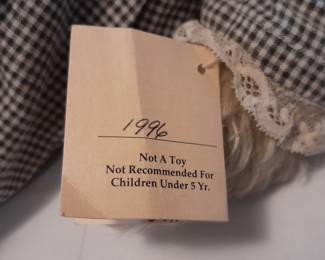 1996
Not A Toy
Not Recommended For
Children Under 5 Yr.